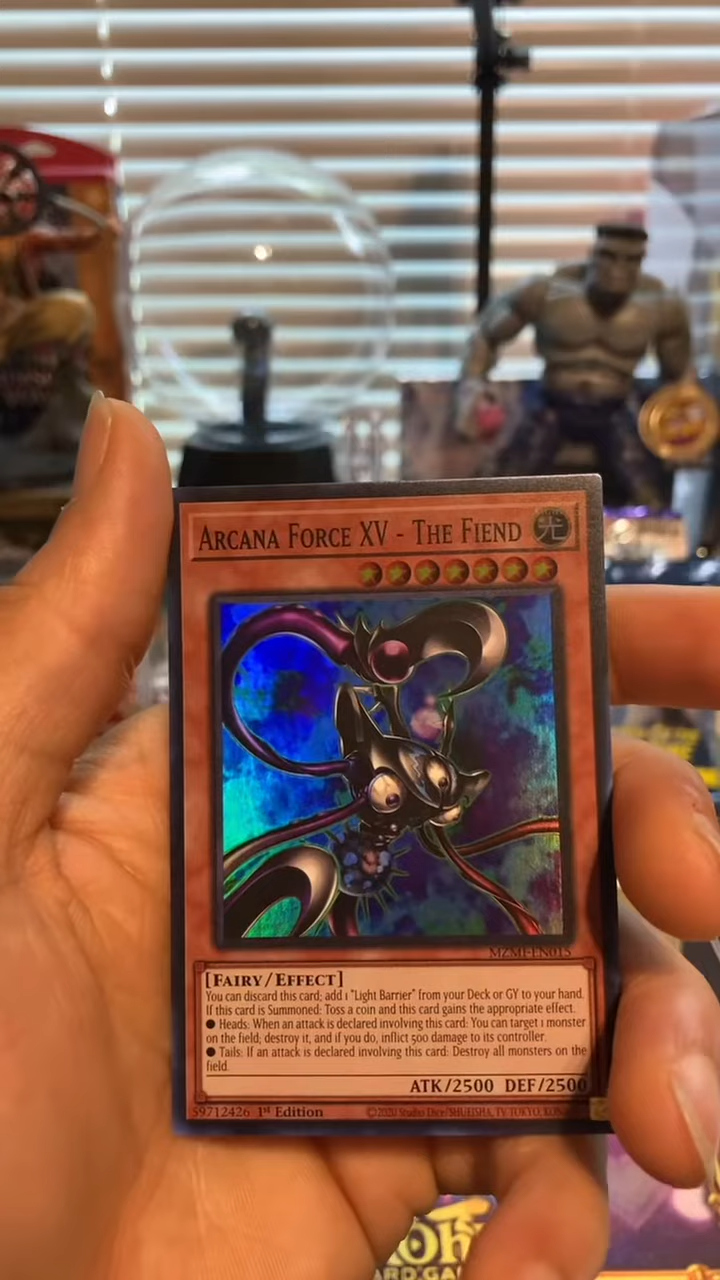 ARCANA FORCE XV - THE FIEND
光
MZMI-EN015
[FAIRY/EFFECT]
You can discard this card; add 1 "Light Barrier" from your Deck or GY to your hand.
If this card is Summoned: Toss a coin and this card gains the appropriate effect.
● Heads: When an attack is declared involving this card: You can target 1 monster
on the field; destroy it, and if you do, inflict 500 damage to its controller.
● Tails: If an attack is declared involving this card: Destroy all monsters on the
field.
ATK/2500 DEF/2500
59712426 1st Edition
©2020 Studio Dice/SHUEISHA, TV TOKYO, KONAMI